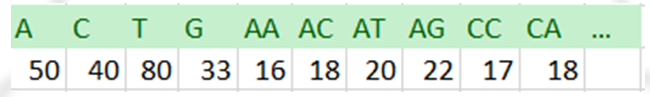 A C T G AA AC AT AG CC CA ...
50 40 80 33 16 18 20 22 17 18